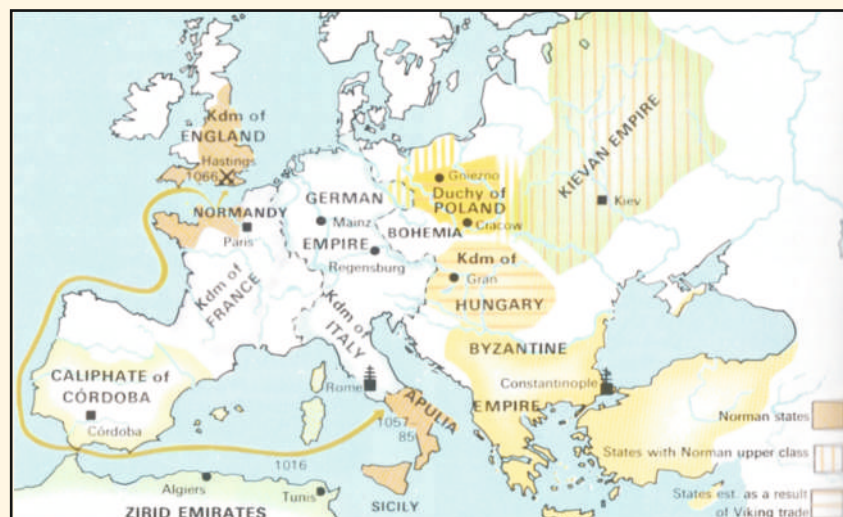 Kdm of
ENGLAND
Hastings
1066
NORMANDY
Paris
GERMAN
Mainz
EMPIRE
Regensburg
BOHEMIA
Gniezno
Duchy of
POLAND
Cracow
KIEVAN EMPIRE
Kiev
Kdm of
FRANCE
Kdm of
ITALY
Kdm of
Gran
HUNGARY
BYZANTINE
Constantinople
EMPIRE
CALIPHATE of
CÓRDOBA
Córdoba
Rome
APULIA
1057–
85
1016
Algiers
Tunis
SICILY
ZIRID EMIRATES
Norman states
States with Norman upper class
States est. as a result
of Viking trade